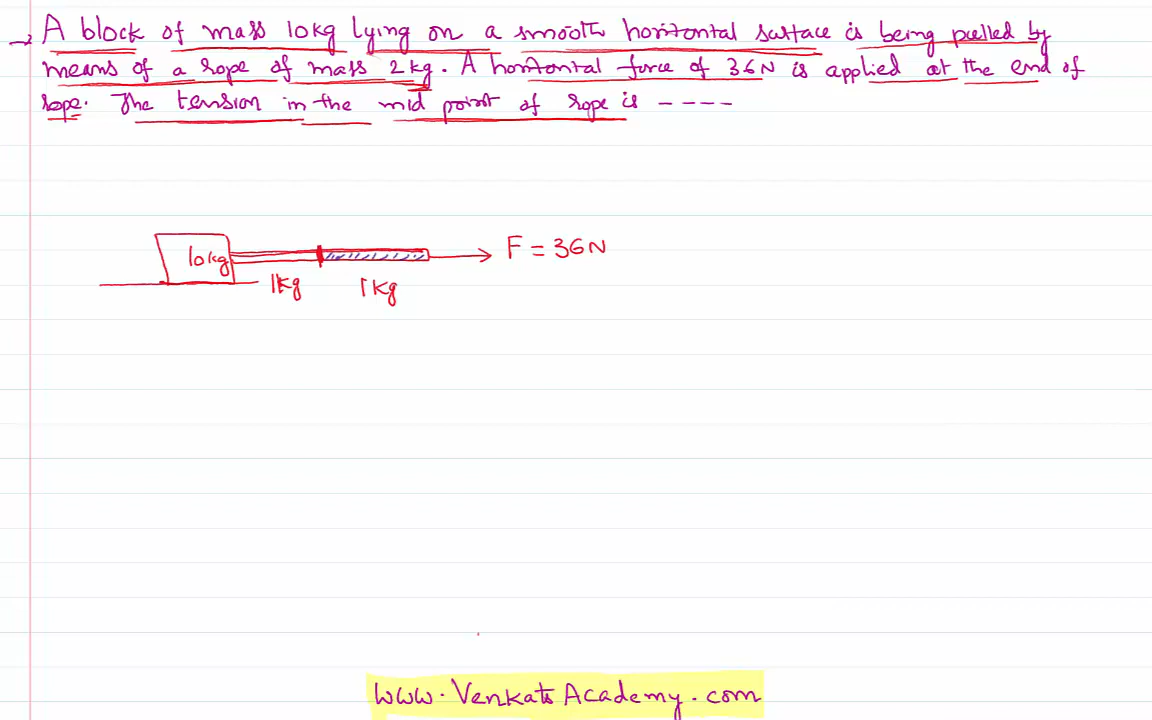 → A block of mass 10kg lying on a smooth horizontal surface is being pulled by
means of a rope of mass 2kg. A horizontal force of 36N is applied at the end of
rope. The tension in the mid point of rope is ----
10kg F = 36N
1kg 1kg
www.VenkatsAcademy.com